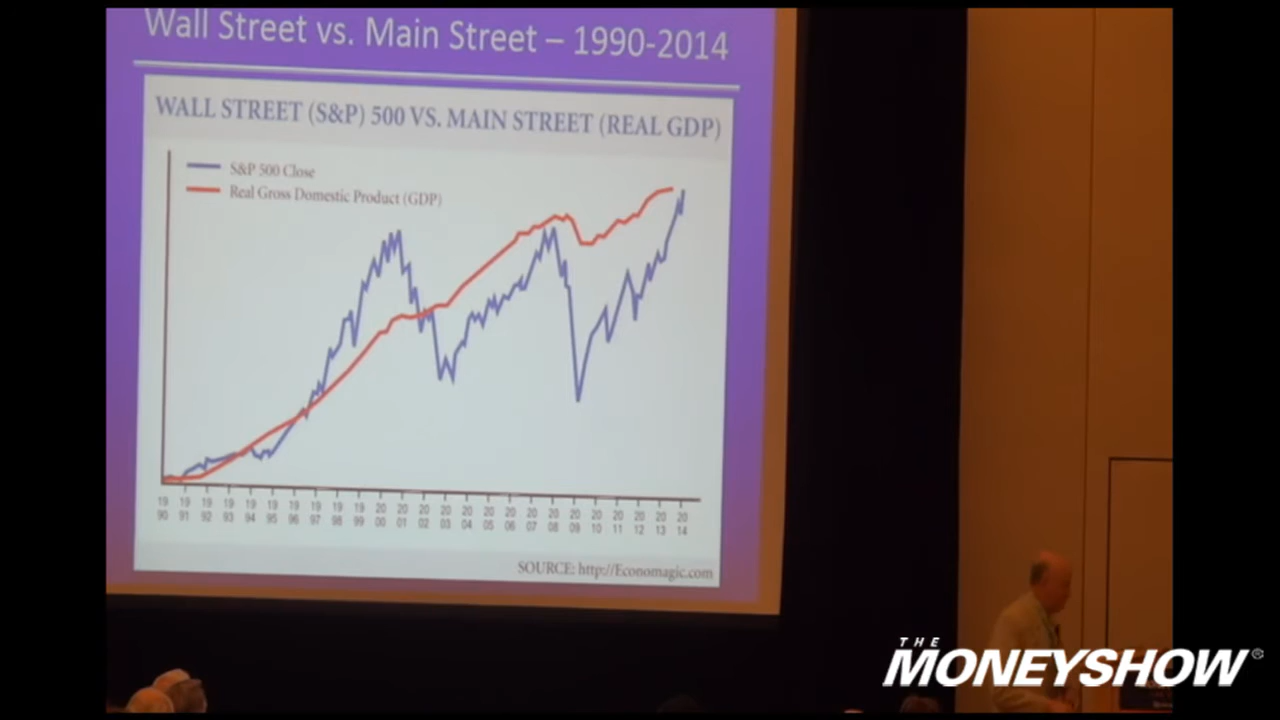 Wall Street vs. Main Street – 1990-2014
WALL STREET (S&P) 500 VS. MAIN STREET (REAL GDP)
S&P 500 Close
Real Gross Domestic Product (GDP)
19 19 19 19 19 19 19 19 19 19 20 20 20 20 20 20 20 20 20 20 20 20 20 20 20
90 91 92 93 94 95 96 97 98 99 00 01 02 03 04 05 06 07 08 09 10 11 12 13 14
SOURCE: http://Economagic.com
THE
MONEYSHOW®